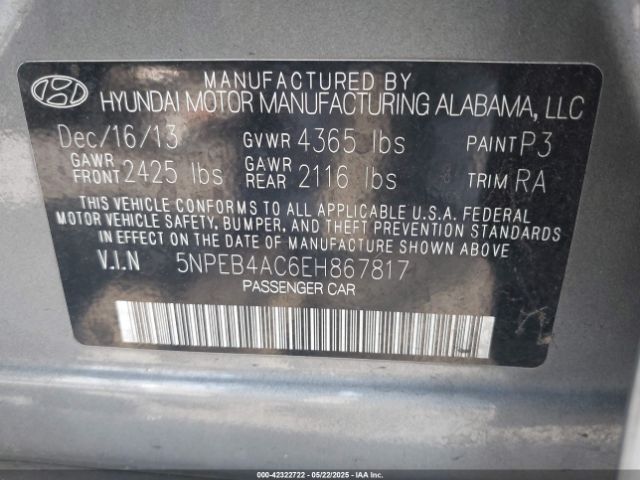 MANUFACTURED BY
HYUNDAI MOTOR MANUFACTURING ALABAMA, LLC
Dec/16/13 GVWR 4365 lbs PAINT P3
GAWR FRONT 2425 lbs GAWR REAR 2116 lbs TRIM RA
THIS VEHICLE CONFORMS TO ALL APPLICABLE U.S.A. FEDERAL
MOTOR VEHICLE SAFETY, BUMPER, AND THEFT PREVENTION
STANDARDS IN EFFECT ON THE DATE OF MANUFACTURE SHOWN ABOVE
V.I.N 5NPEB4AC6EH867817
PASSENGER CAR
000-42322722 - 05/22/2025 - IAAI.COM